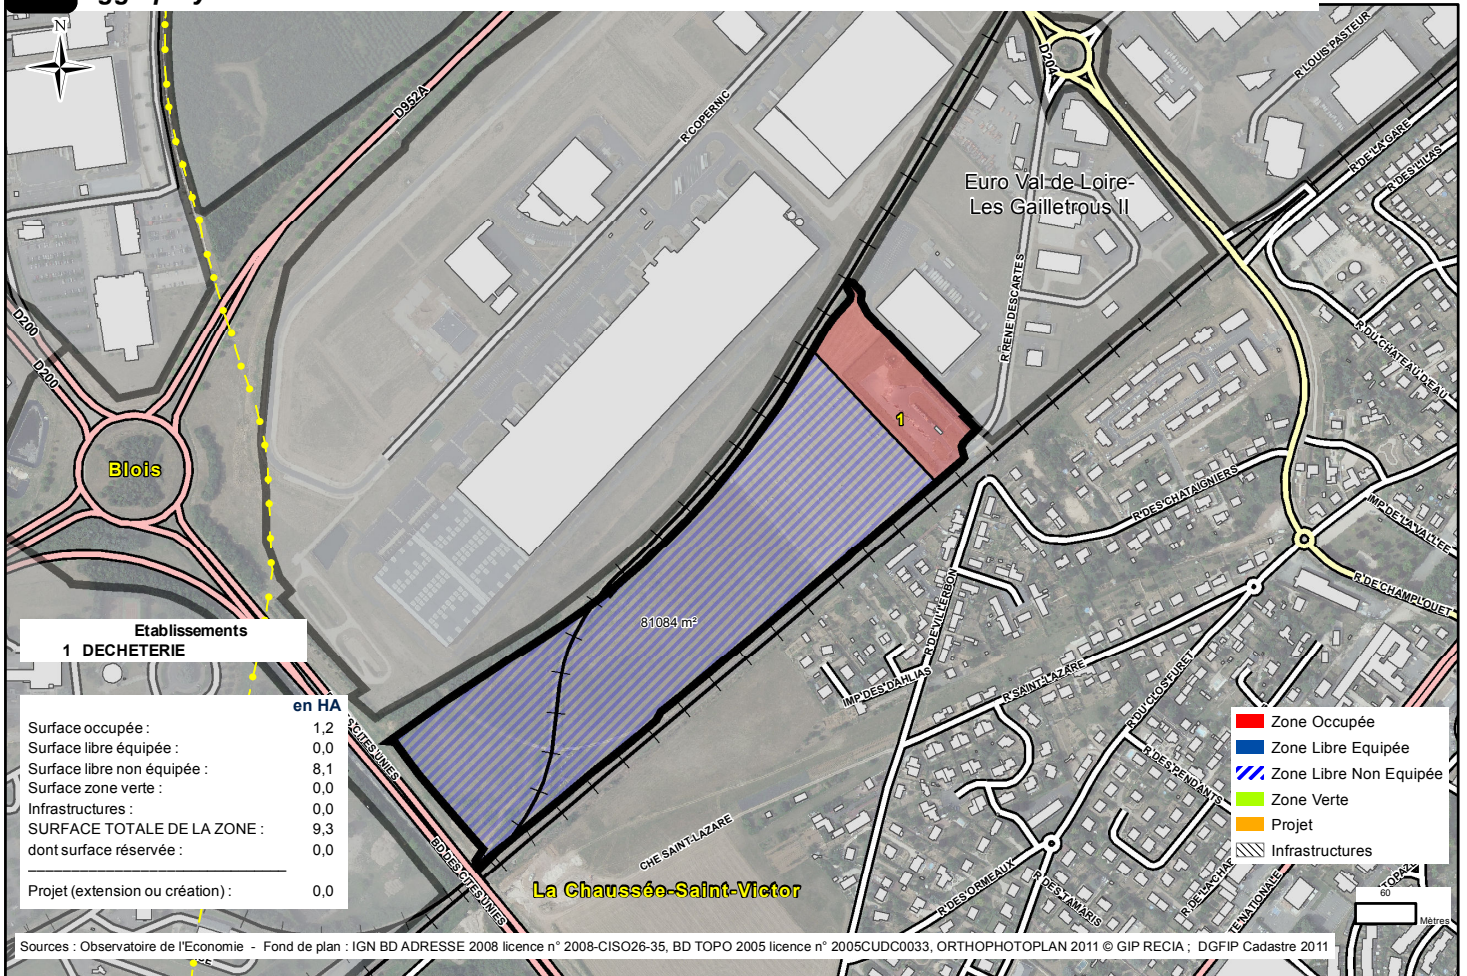 N
D952A
R COPERNIC
D204
R LOUIS PASTEUR
R DE LA GARE
R DES LILAS
Euro Val de Loire-
Les Gailletrous II
R RENE DESCARTES
D200
D200
R DU CHATEAU D'EAU
1
Blois
R DES CHATAIGNIERS
IMP DE LA VALLEE
R DE CHAMPLOUET
R DE VILLERBON
81084 m²
IMP DES DAHLIAS
R SAINT-LAZARE
R DU CLOS FURET
R DES PENDANTS
Etablissements
1 DECHETERIE
en HA
Surface occupée : 1,2
Surface libre équipée : 0,0
Surface libre non équipée : 8,1
Surface zone verte : 0,0
Infrastructures : 0,0
SURFACE TOTALE DE LA ZONE : 9,3
dont surface réservée : 0,0
Projet (extension ou création) : 0,0
S CITES UNIES
BD DES CITES UNIES
CHE SAINT-LAZARE
La Chaussée-Saint-Victor
R DES ORMEAUX
R DES TAMARIS
Zone Occupée
Zone Libre Equipée
Zone Libre Non Equipée
Zone Verte
Projet
Infrastructures
60
Mètres
Sources : Observatoire de l'Economie - Fond de plan : IGN BD ADRESSE 2008 licence n° 2008-CISO26-35, BD TOPO 2005 licence n° 2005CUDC0033, ORTHOPHOTOPLAN 2011 © GIP RECIA ; DGFIP Cadastre 2011